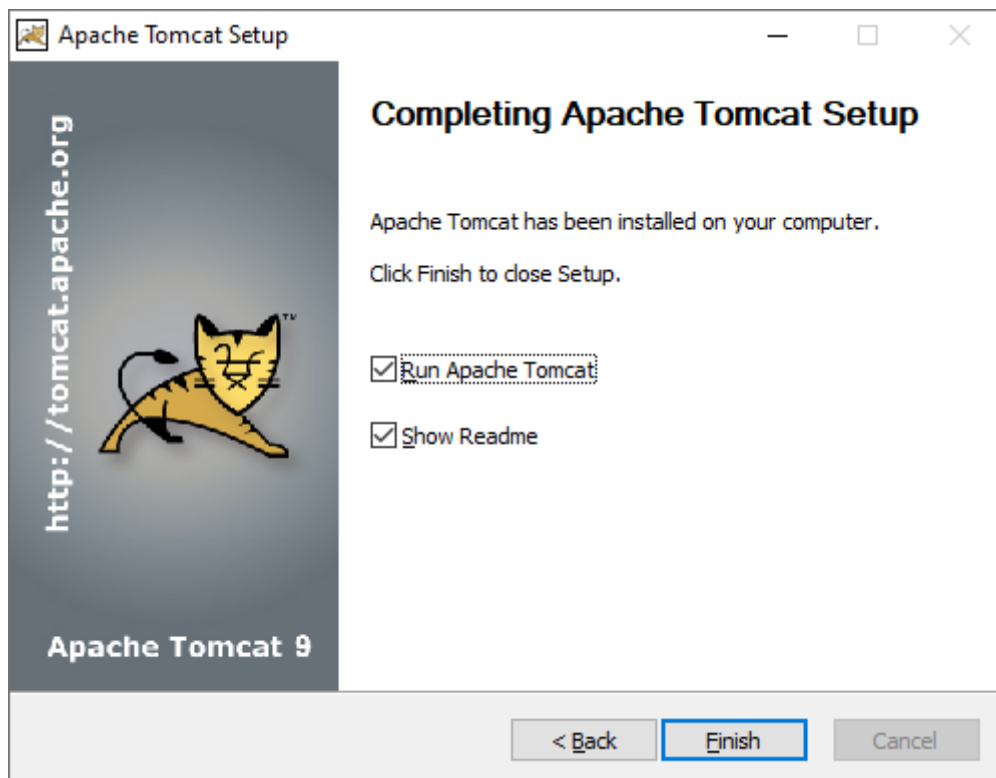 Apache Tomcat Setup
http://tomcat.apache.org
Apache Tomcat 9
Completing Apache Tomcat Setup
Apache Tomcat has been installed on your computer.
Click Finish to close Setup.
Run Apache Tomcat
Show Readme
< Back
Finish
Cancel
TM